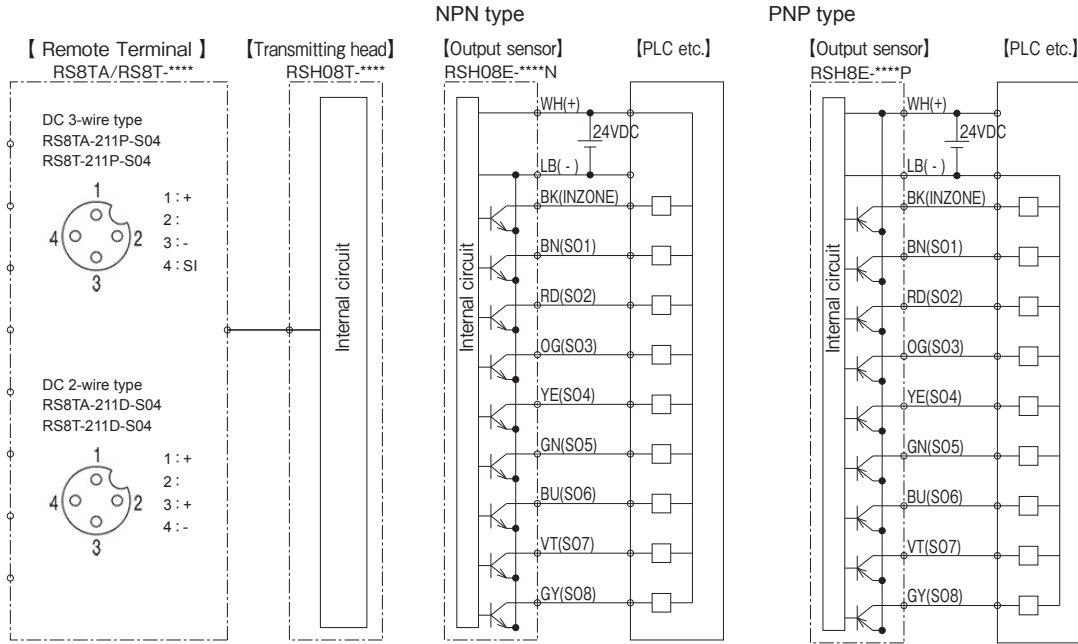 NPN type
PNP type
【 Remote Terminal 】
RS8TA/RS8T-****
【Transmitting head】
RSH08T-****
【Output sensor】
RSH08E-****N
【PLC etc.】
【Output sensor】
RSH8E-****P
【PLC etc.】
DC 3-wire type
RS8TA-211P-S04
RS8T-211P-S04
1
4
2
3
1 : +
2 :
3 : -
4 : SI
DC 2-wire type
RS8TA-211D-S04
RS8T-211D-S04
1
4
2
3
1 : +
2 :
3 : +
4 : -
Internal circuit
Internal circuit
WH(+)
24VDC
LB( - )
BK(INZONE)
BN(SO1)
RD(SO2)
OG(SO3)
YE(SO4)
GN(SO5)
BU(SO6)
VT(SO7)
GY(SO8)
Internal circuit
WH(+)
24VDC
LB( - )
BK(INZONE)
BN(SO1)
RD(SO2)
OG(SO3)
YE(SO4)
GN(SO5)
BU(SO6)
VT(SO7)
GY(SO8)